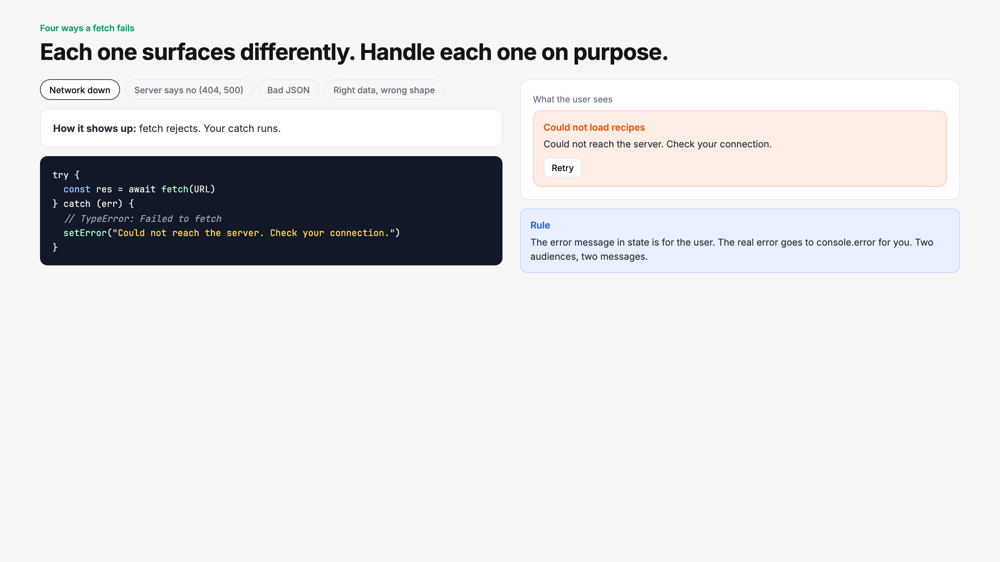 Four ways a fetch fails
Each one surfaces differently. Handle each one on purpose.
Network down
Server says no (404, 500)
Bad JSON
Right data, wrong shape
How it shows up: fetch rejects. Your catch runs.
try {
  const res = await fetch(URL)
} catch (err) {
  // TypeError: Failed to fetch
  setError("Could not reach the server. Check your connection.")
}
What the user sees
Could not load recipes
Could not reach the server. Check your connection.
Retry
Rule
The error message in state is for the user. The real error goes to console.error for you. Two
audiences, two messages.